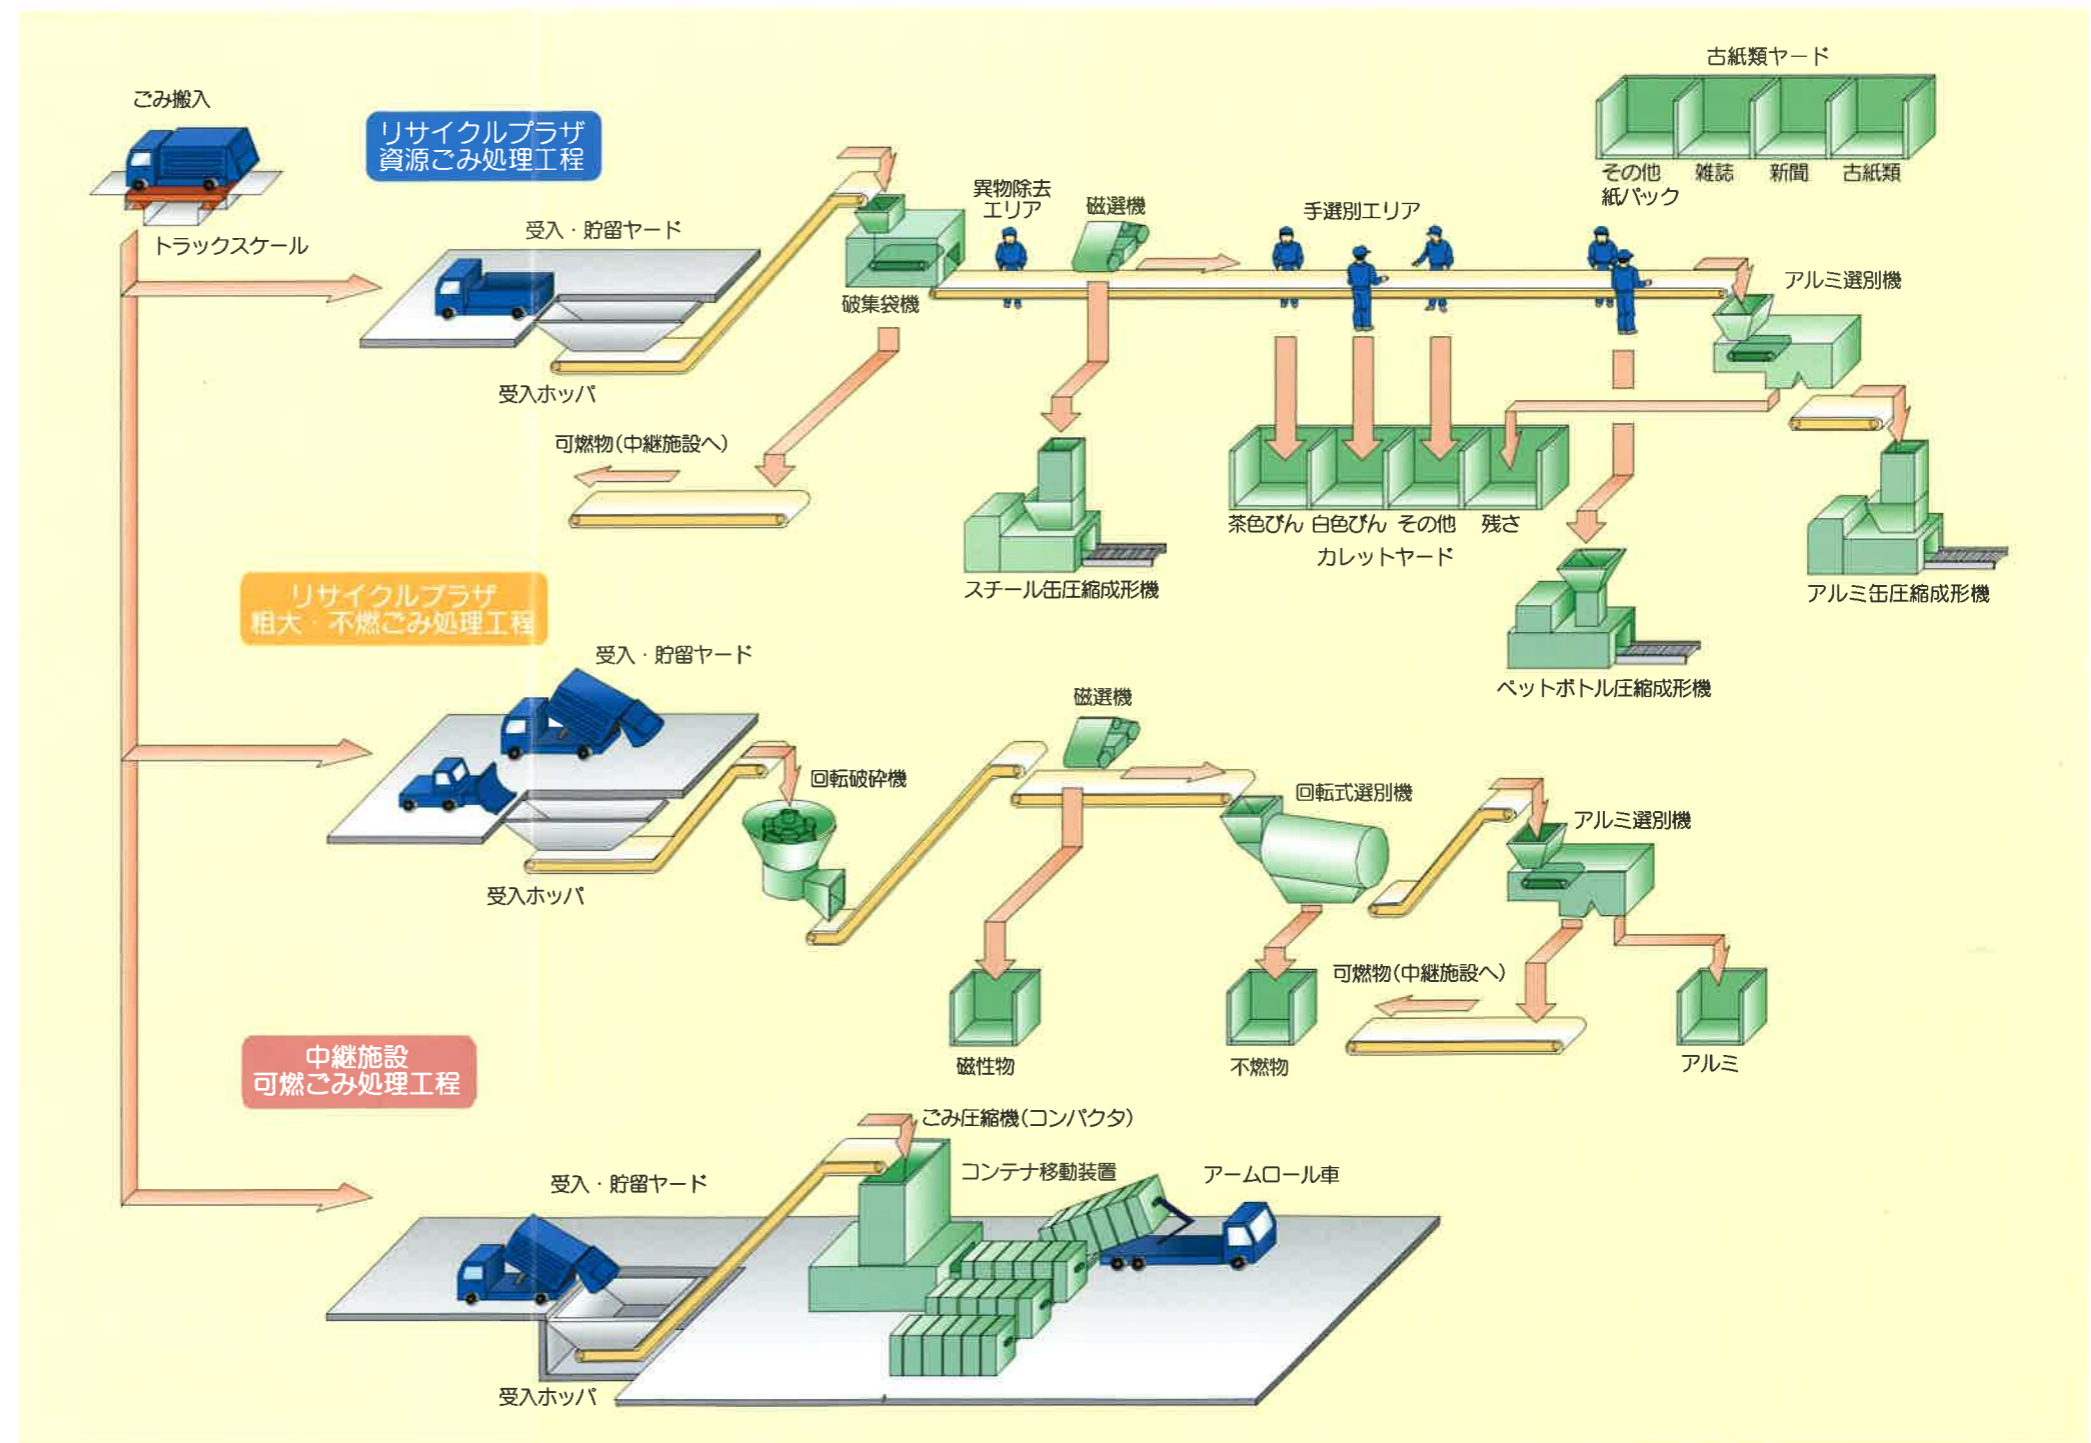 ごみ搬入
トラックスケール
リサイクルプラザ
資源ごみ処理工程
受入・貯留ヤード
受入ホッパ
破集袋機
可燃物(中継施設へ)
異物除去
エリア
磁選機
スチール缶圧縮成形機
手選別エリア
茶色びん 白色びん その他 残さ
カレットヤード
古紙類ヤード
その他 雑誌 新聞 古紙類
紙パック
アルミ選別機
アルミ缶圧縮成形機
ペットボトル圧縮成形機
リサイクルプラザ
粗大・不燃ごみ処理工程
受入・貯留ヤード
受入ホッパ
回転破砕機
磁選機
磁性物
回転式選別機
不燃物
アルミ選別機
可燃物(中継施設へ)
アルミ
中継施設
可燃ごみ処理工程
受入・貯留ヤード
受入ホッパ
ごみ圧縮機(コンパクタ)
コンテナ移動装置
アームロール車